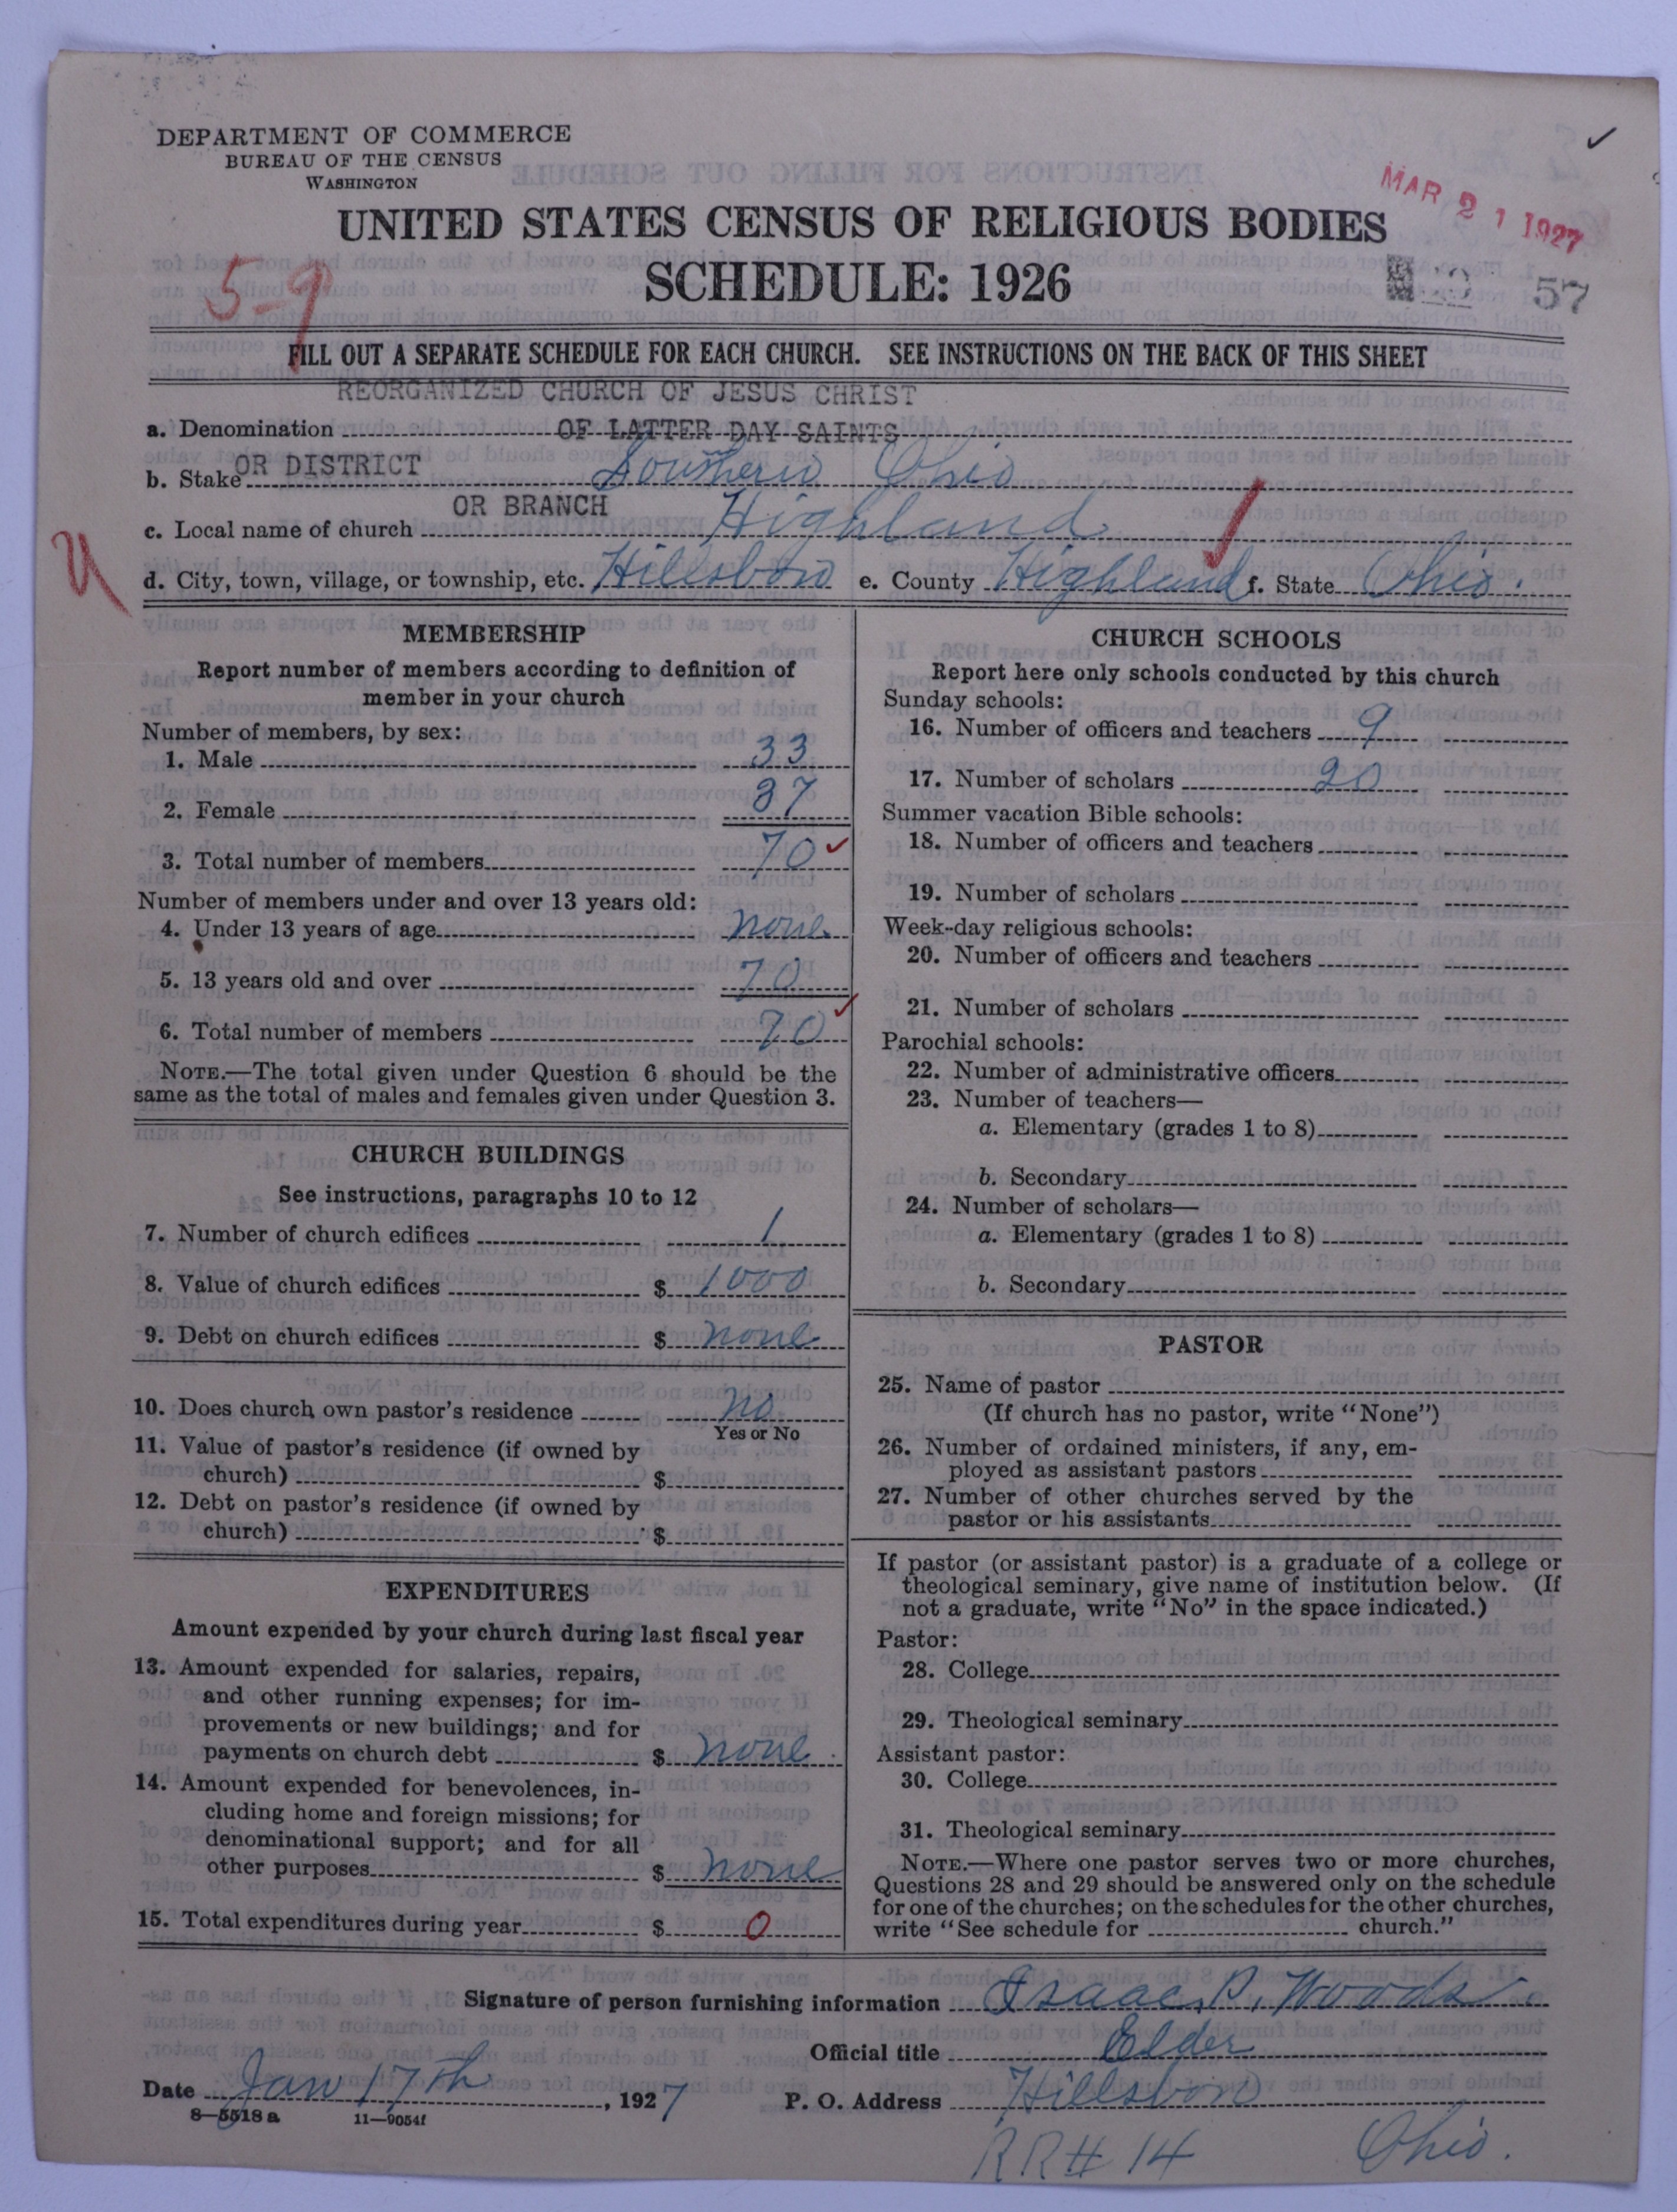 DEPARTMENT OF COMMERCE
BUREAU OF THE CENSUS
WASHINGTON
UNITED STATES CENSUS OF RELIGIOUS BODIES
SCHEDULE: 1926
MAR 21 1927
57
5-9
FILL OUT A SEPARATE SCHEDULE FOR EACH CHURCH. SEE INSTRUCTIONS ON THE BACK OF THIS SHEET
REORGANIZED CHURCH OF JESUS CHRIST
a. Denomination OF LATTER DAY SAINTS
b. Stake OR DISTRICT Southern Ohio
OR BRANCH
c. Local name of church Highland
d. City, town, village, or township, etc. Hillsboro e. County Highland f. State Ohio.
MEMBERSHIP
Report number of members according to definition of
member in your church
Number of members, by sex:
1. Male 33
2. Female 37
3. Total number of members 70
Number of members under and over 13 years old:
4. Under 13 years of age none
5. 13 years old and over 70
6. Total number of members 70
NOTE.—The total given under Question 6 should be the
same as the total of males and females given under Question 3.
CHURCH BUILDINGS
See instructions, paragraphs 10 to 12
7. Number of church edifices 1
8. Value of church edifices $ 1000
9. Debt on church edifices $ none
10. Does church own pastor's residence no
Yes or No
11. Value of pastor's residence (if owned by
church) $
12. Debt on pastor's residence (if owned by
church) $
EXPENDITURES
Amount expended by your church during last fiscal year
13. Amount expended for salaries, repairs,
and other running expenses; for im-
provements or new buildings; and for
payments on church debt $ none
14. Amount expended for benevolences, in-
cluding home and foreign missions; for
denominational support; and for all
other purposes $ none
15. Total expenditures during year $ 0
CHURCH SCHOOLS
Report here only schools conducted by this church
Sunday schools:
16. Number of officers and teachers 9
17. Number of scholars 20
Summer vacation Bible schools:
18. Number of officers and teachers
19. Number of scholars
Week-day religious schools:
20. Number of officers and teachers
21. Number of scholars
Parochial schools:
22. Number of administrative officers
23. Number of teachers—
a. Elementary (grades 1 to 8)
b. Secondary
24. Number of scholars—
a. Elementary (grades 1 to 8)
b. Secondary
PASTOR
25. Name of pastor
(If church has no pastor, write "None")
26. Number of ordained ministers, if any, em-
ployed as assistant pastors
27. Number of other churches served by the
pastor or his assistants
If pastor (or assistant pastor) is a graduate of a college or
theological seminary, give name of institution below. (If
not a graduate, write "No" in the space indicated.)
Pastor:
28. College
29. Theological seminary
Assistant pastor:
30. College
31. Theological seminary
NOTE.—Where one pastor serves two or more churches,
Questions 28 and 29 should be answered only on the schedule
for one of the churches; on the schedules for the other churches,
write "See schedule for church."
Signature of person furnishing information Isaac P. Woods.
Official title Elder
Date Jan 17th, 1927 P. O. Address Hillsboro
8—5518a 11—9054f
RR# 14 Ohio.